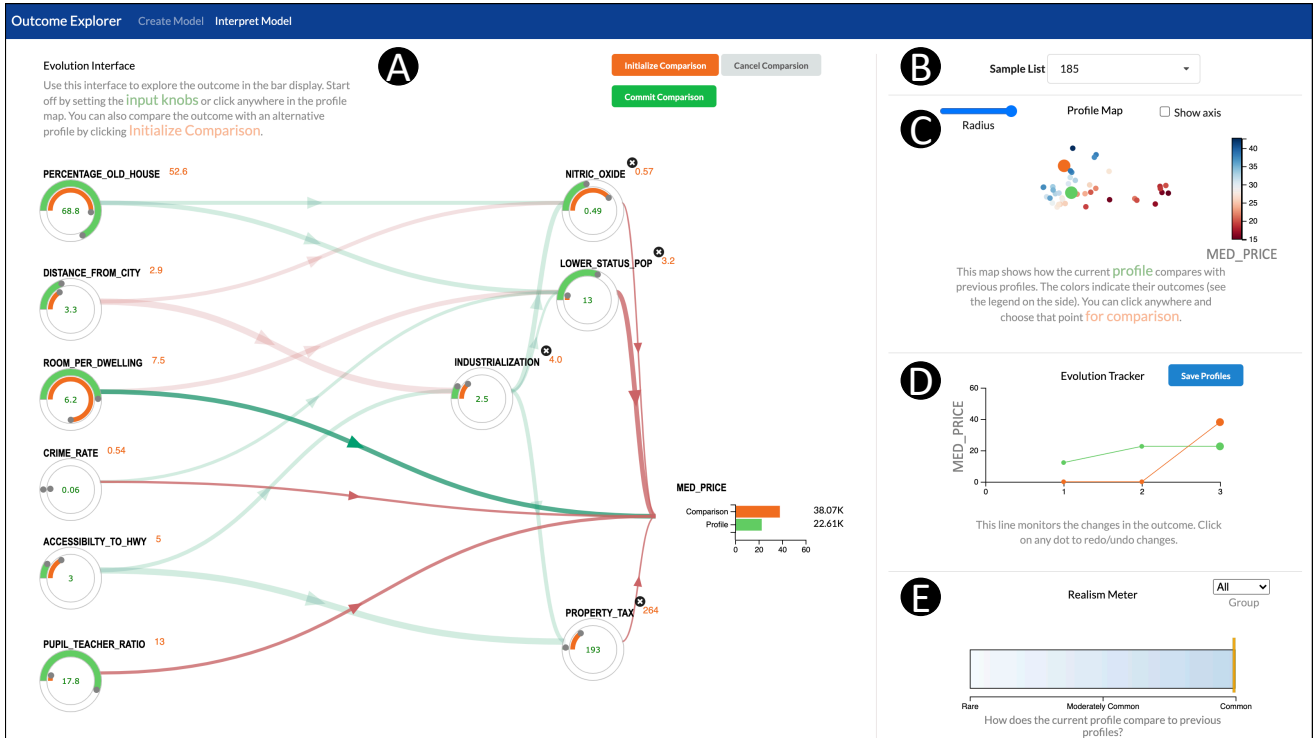 Outcome Explorer Create Model Interpret Model
Evolution Interface
Use this interface to explore the outcome in the bar display. Start
off by setting the input knobs or click anywhere in the profile
map. You can also compare the outcome with an alternative
profile by clicking Initialize Comparison.
A
Initialize Comparison Cancel Comparsion
Commit Comparison
PERCENTAGE_OLD_HOUSE 52.6
68.8
DISTANCE_FROM_CITY 2.9
3.3
ROOM_PER_DWELLING 7.5
6.2
CRIME_RATE 0.54
0.06
ACCESSIBILTY_TO_HWY 5
3
PUPIL_TEACHER_RATIO 13
17.8
NITRIC_OXIDE 0.57
0.49
LOWER_STATUS_POP 3.2
13
INDUSTRIALIZATION 4.0
2.5
PROPERTY_TAX 264
193
MED_PRICE
Comparison 38.07K
Profile 22.61K
0 20 40 60
B
Sample List 185
C
Radius
Profile Map
Show axis
40
35
30
25
20
15
MED_PRICE
This map shows how the current profile compares with
previous profiles. The colors indicate their outcomes (see
the legend on the side). You can click anywhere and
choose that point for comparison.
D
Evolution Tracker
Save Profiles
MED_PRICE
60
40
20
0
0 1 2 3
This line monitors the changes in the outcome. Click
on any dot to redo/undo changes.
E
Realism Meter
All
Group
Rare Moderately Common Common
How does the current profile compare to previous
profiles?